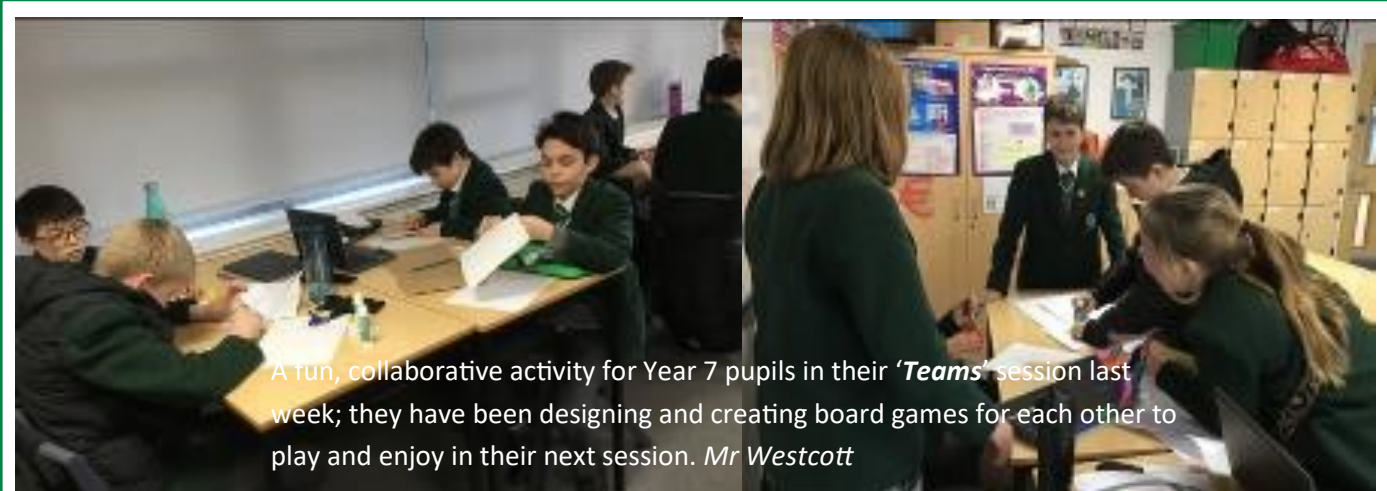 A fun, collaborative activity for Year 7 pupils in their ‘Teams’ session last
week; they have been designing and creating board games for each other to
play and enjoy in their next session. Mr Westcott